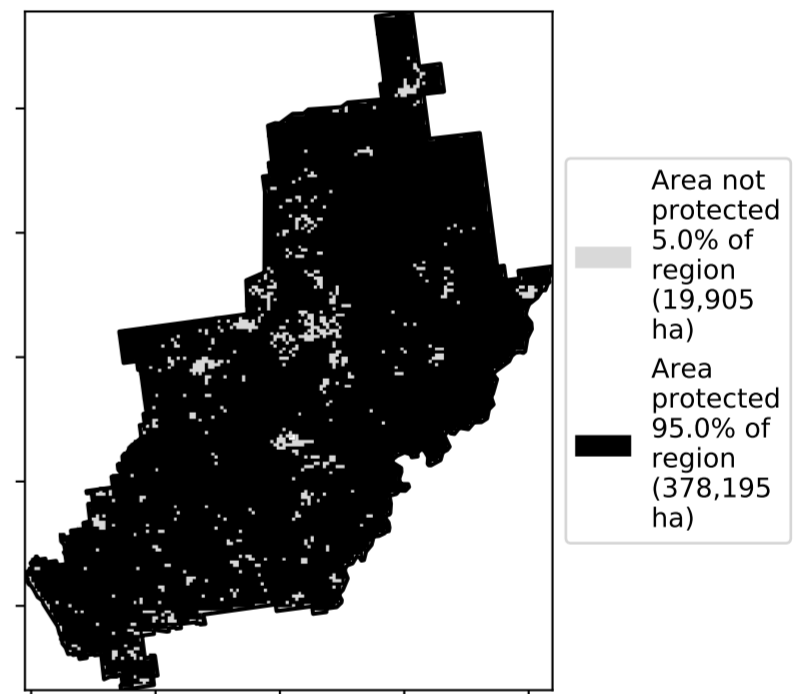 Area not
protected
5.0% of
region
(19,905
ha)
Area
protected
95.0% of
region
(378,195
ha)